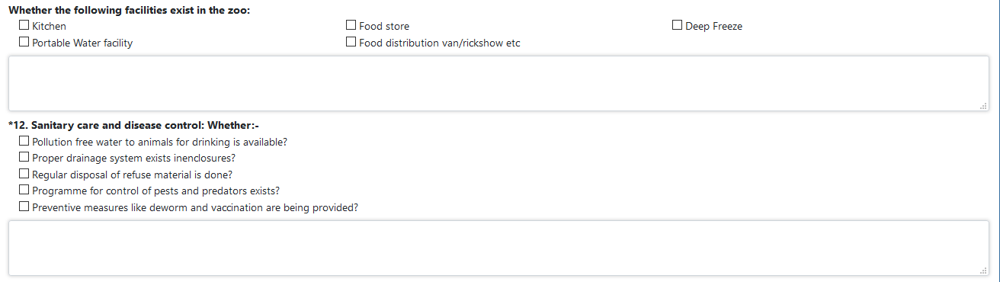 Whether the following facilities exist in the zoo:
Kitchen Food store Deep Freeze
Portable Water facility Food distribution van/rickshow etc
*12. Sanitary care and disease control: Whether:-
Pollution free water to animals for drinking is available?
Proper drainage system exists inenclosures?
Regular disposal of refuse material is done?
Programme for control of pests and predators exists?
Preventive measures like deworm and vaccination are being provided?